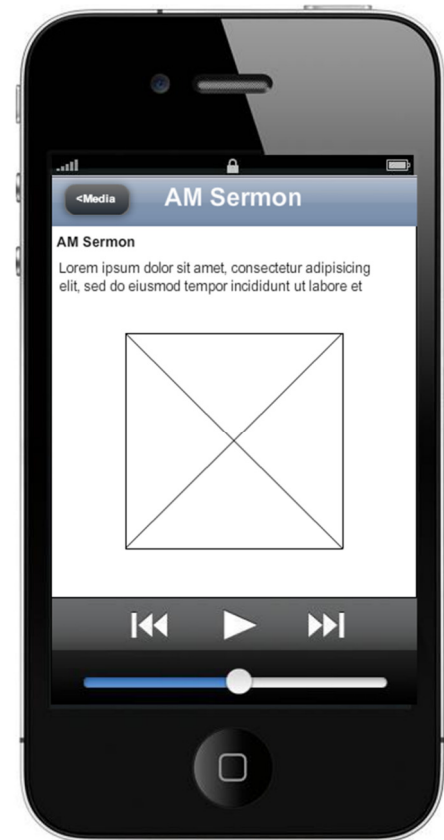 <Media
AM Sermon
AM Sermon
Lorem ipsum dolor sit amet, consectetur adipisicing
elit, sed do eiusmod tempor incididunt ut labore et